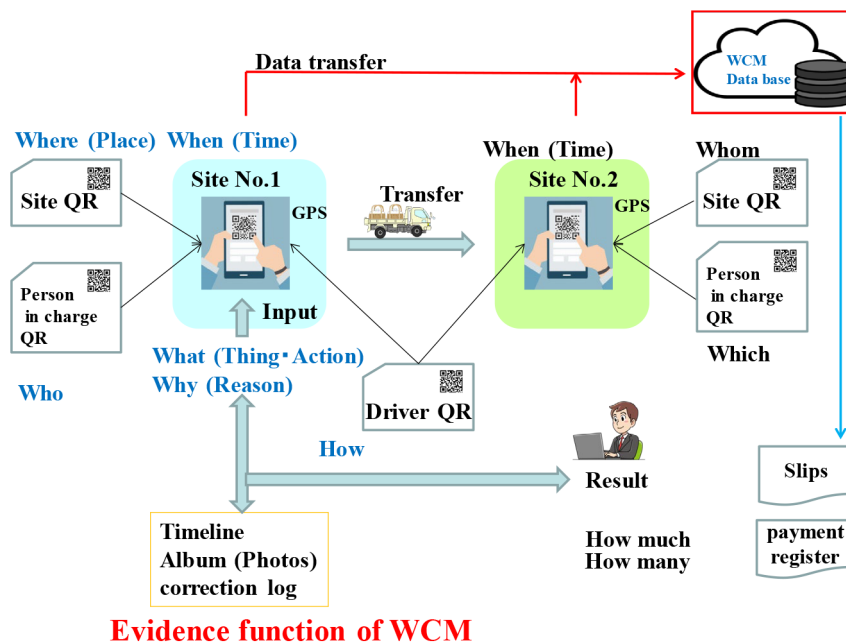 Data transfer
WCM
Data base
Where (Place)
When (Time)
Site QR
Site No.1
GPS
Transfer
When (Time)
Site No.2
GPS
Whom
Site QR
Person
in charge
QR
Input
Person
in charge
QR
What (Thing・Action)
Why (Reason)
Which
Who
Driver QR
How
Result
Slips
Timeline
Album (Photos)
correction log
How much
How many
payment
register
Evidence function of WCM